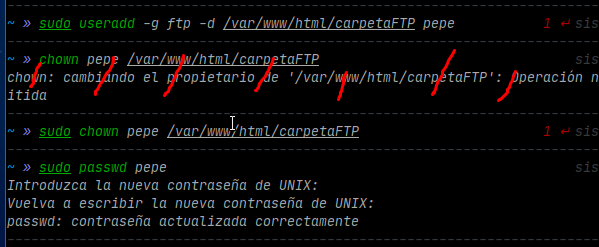 ~ » sudo useradd -g ftp -d /var/www/html/carpetaFTP pepe 1 ↵ sis
~ » chown pepe /var/www/html/carpetaFTP sis
chown: cambiando el propietario de '/var/www/html/carpetaFTP': Operación n
itida
~ » sudo chown pepe /var/www/html/carpetaFTP 1 ↵ sis
~ » sudo passwd pepe sis
Introduzca la nueva contraseña de UNIX:
Vuelva a escribir la nueva contraseña de UNIX:
passwd: contraseña actualizada correctamente